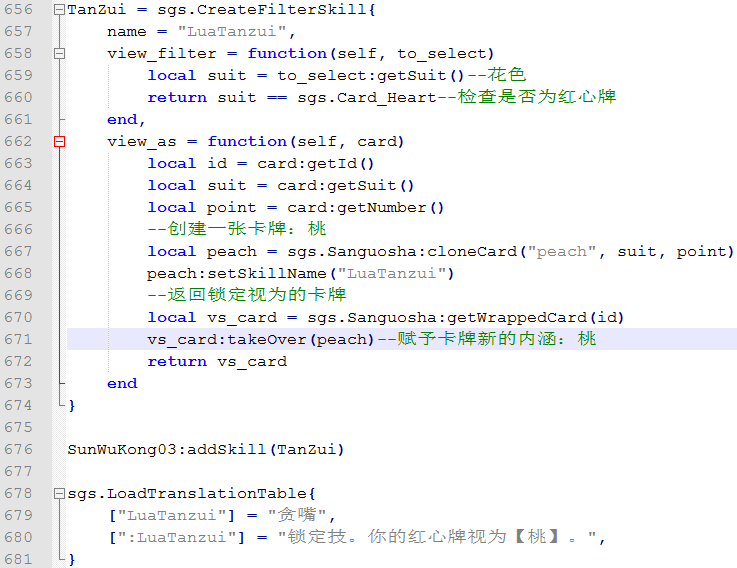 656 TanZui = sgs.CreateFilterSkill{
657 name = "LuaTanzui",
658 view_filter = function(self, to_select)
659 local suit = to_select:getSuit()--花色
660 return suit == sgs.Card_Heart--检查是否为红心牌
661 end,
662 view_as = function(self, card)
663 local id = card:getId()
664 local suit = card:getSuit()
665 local point = card:getNumber()
666 --创建一张卡牌：桃
667 local peach = sgs.Sanguosha:cloneCard("peach", suit, point)
668 peach:setSkillName("LuaTanzui")
669 --返回锁定视为的卡牌
670 local vs_card = sgs.Sanguosha:getWrappedCard(id)
671 vs_card:takeOver(peach)--赋予卡牌新的内涵：桃
672 return vs_card
673 end
674 }
675
676 SunWuKong03:addSkill(TanZui)
677
678 sgs.LoadTranslationTable{
679 ["LuaTanzui"] = "贪嘴",
680 [":LuaTanzui"] = "锁定技。你的红心牌视为【桃】。",
681 }